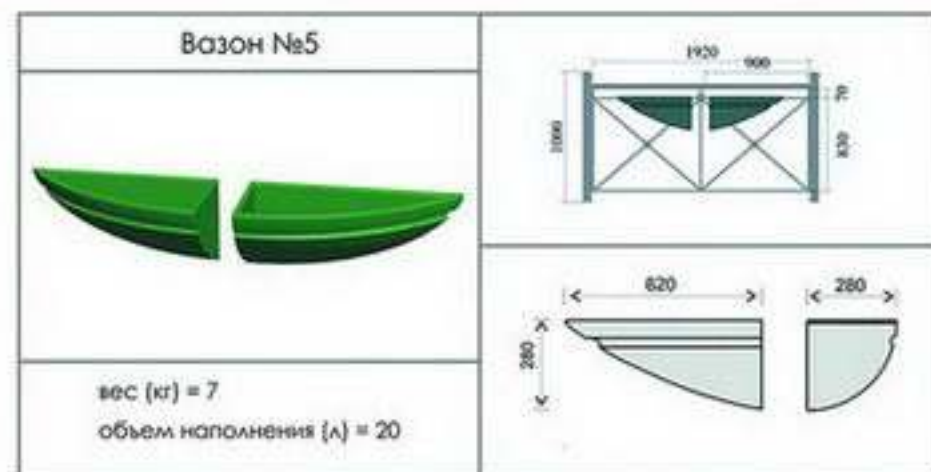 Вазон №5
1920
900
1000
70
830
вес (кг) = 7
объем наполнения (л) = 20
620
280
280